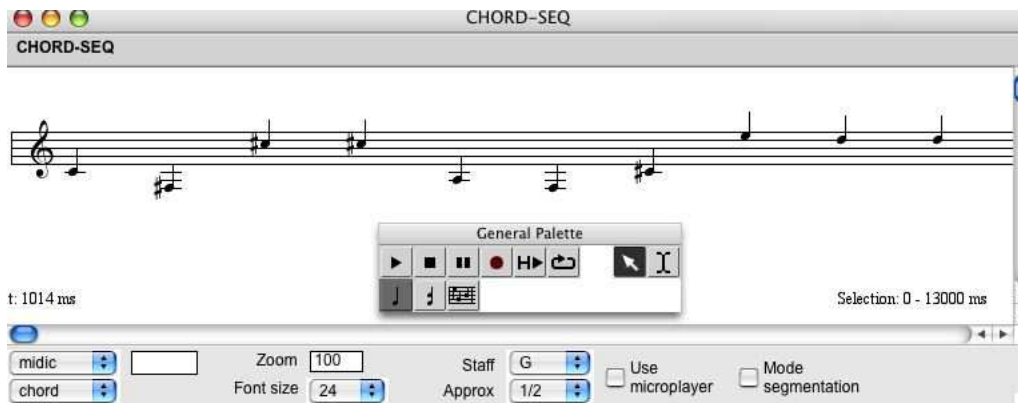 CHORD-SEQ
CHORD-SEQ
General Palette
t: 1014 ms
Selection: 0 - 13000 ms
midic
Zoom 100
Staff G
Use microplayer
Mode segmentation
chord
Font size 24
Approx 1/2